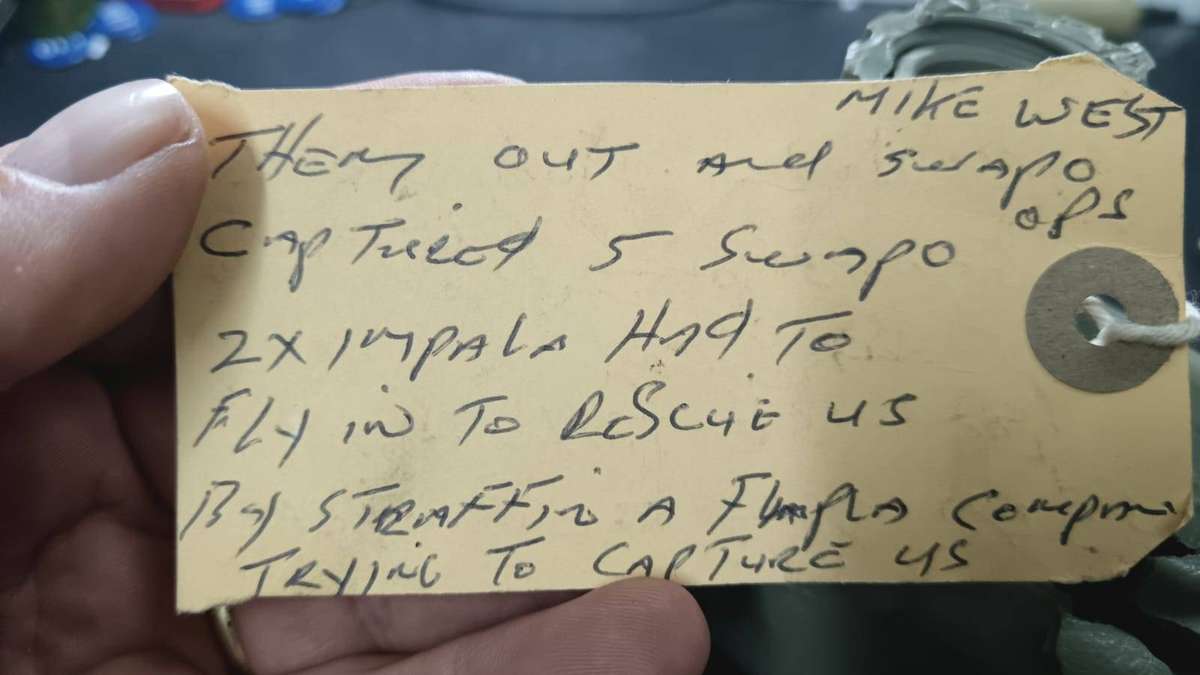 MIKE WEST
THEM OUT And SWAPO
OPS
CAPTURED 5 SWAPO
2X IMPALA HAD TO
FLY IN TO RESCUE US
By STRAFFIN A COMPANI
TRYING TO CAPTURE US